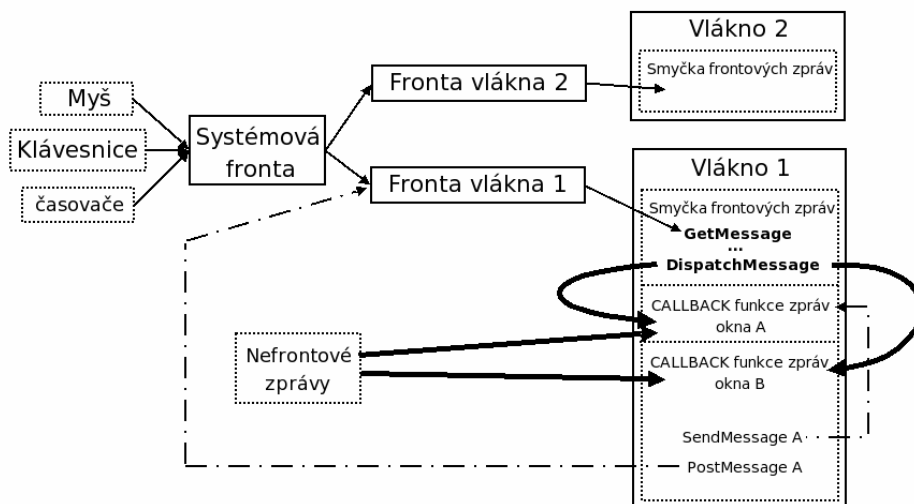 Vlákno 2
Smyčka frontových zpráv
Fronta vlákna 2
Myš
Klávesnice
časovače
Systémová
fronta
Fronta vlákna 1
Vlákno 1
Smyčka frontových zpráv
GetMessage
...
DispatchMessage
CALLBACK funkce zpráv
okna A
Nefrontové
zprávy
CALLBACK funkce zpráv
okna B
SendMessage A
PostMessage A